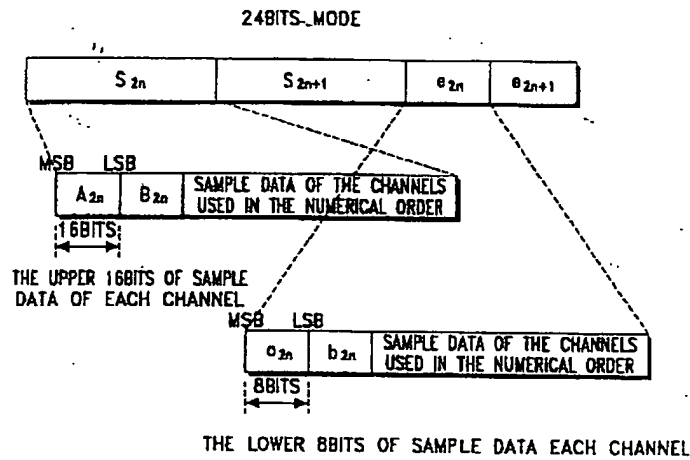 24BITS-MODE
S2n S2n+1 e2n e2n+1
MSB LSB
A2n B2n SAMPLE DATA OF THE CHANNELS
USED IN THE NUMERICAL ORDER
16BITS
THE UPPER 16BITS OF SAMPLE
DATA OF EACH CHANNEL
MSB LSB
a2n b2n SAMPLE DATA OF THE CHANNELS
USED IN THE NUMERICAL ORDER
8BITS
THE LOWER 8BITS OF SAMPLE DATA EACH CHANNEL